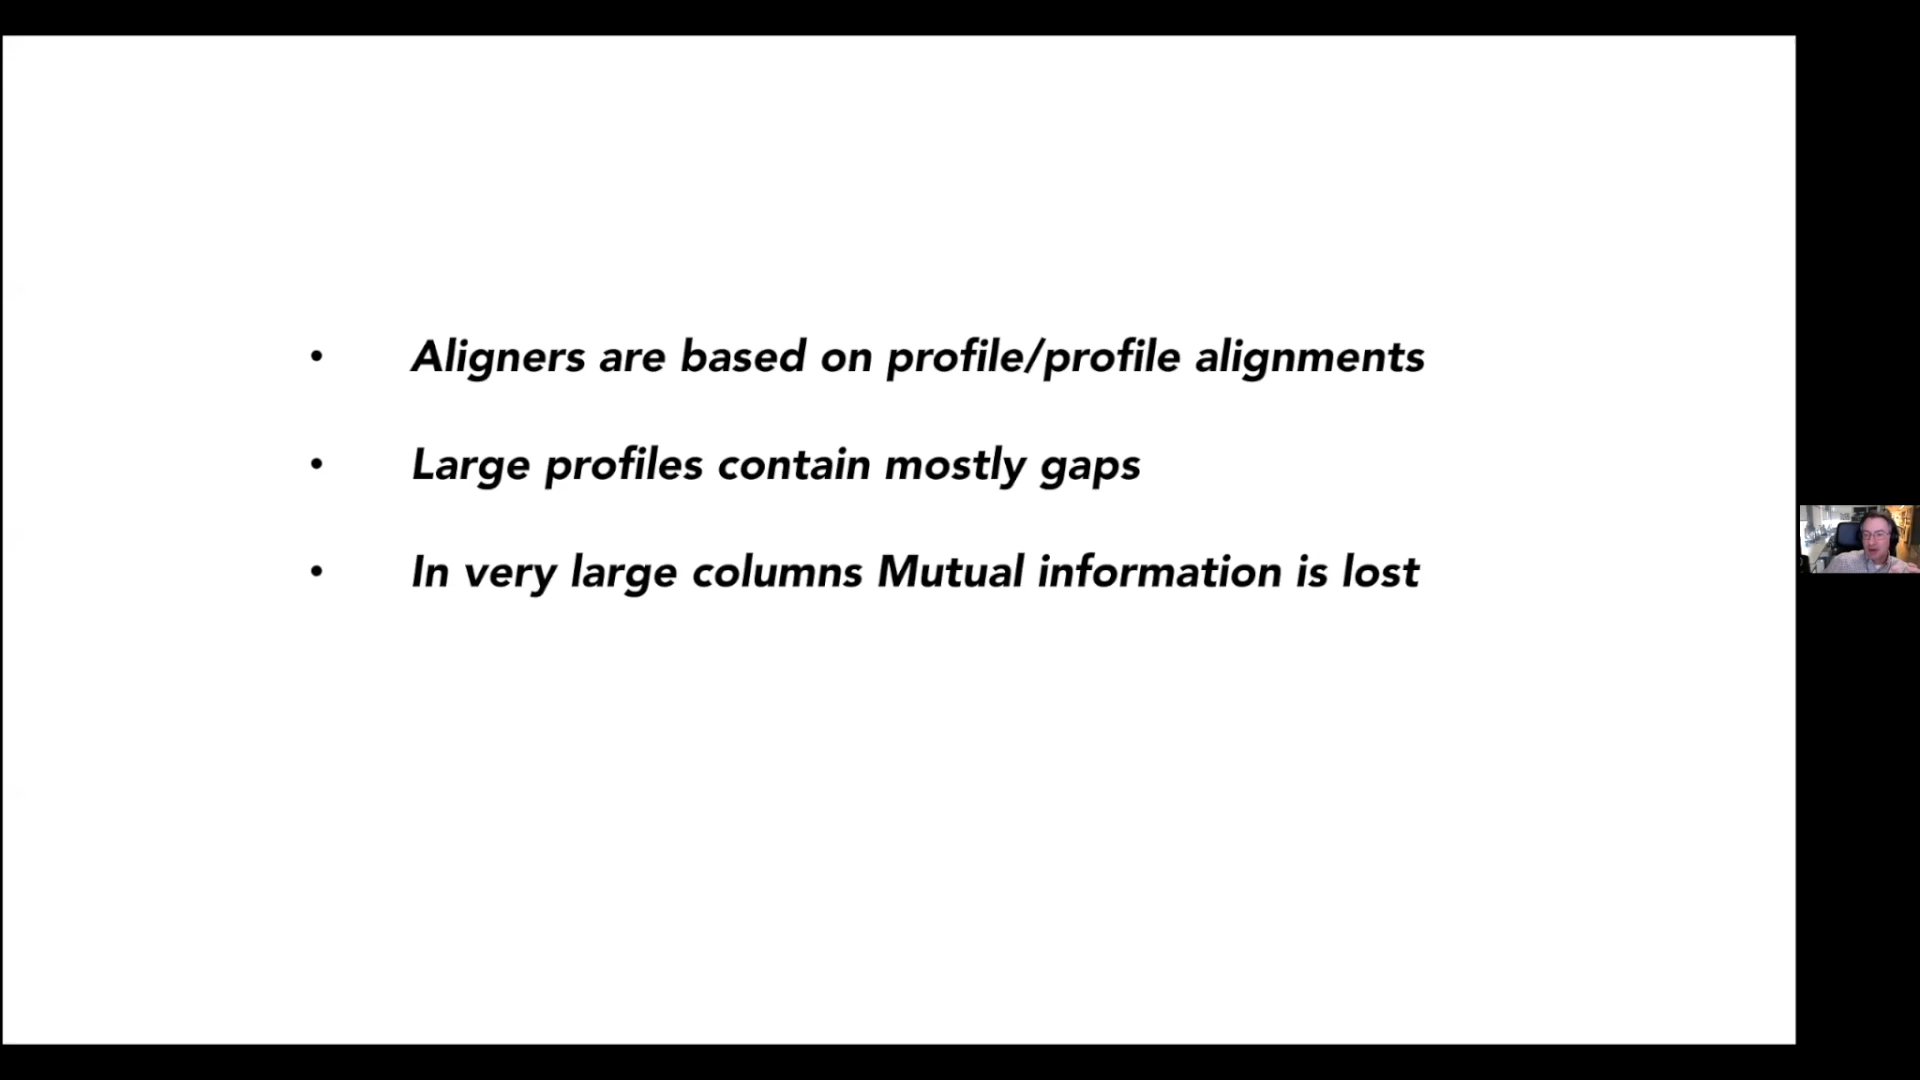 • Aligners are based on profile/profile alignments
• Large profiles contain mostly gaps
• In very large columns Mutual information is lost